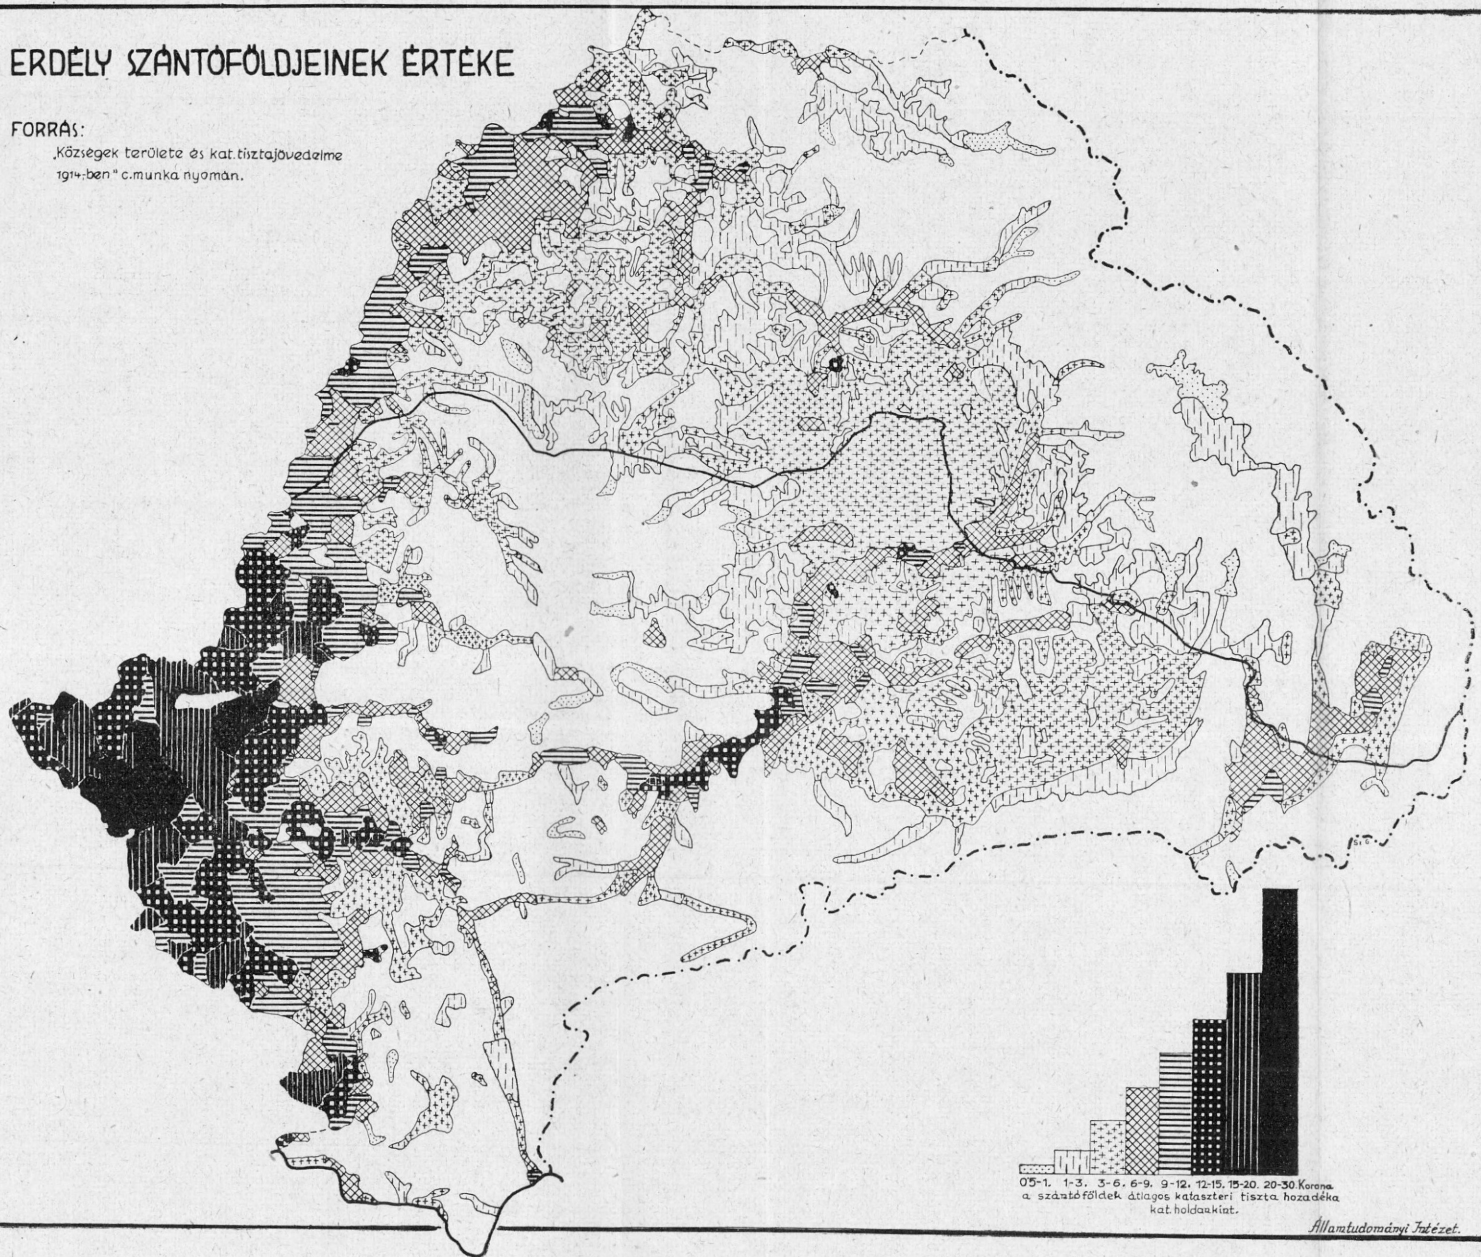 ERDÉLY SZÁNTÓFÖLDJEINEK ÉRTÉKE
FORRÁS:
„Községek területe és kat. tisztajövedelme
1914-ben" c. munka nyomán.
0'5-1. 1-3. 3-6. 6-9. 9-12. 12-15. 15-20. 20-30. Korona
a szántóföldek átlagos kataszteri tiszta hozadéka
kat. holdankint.
Államtudományi Intézet.